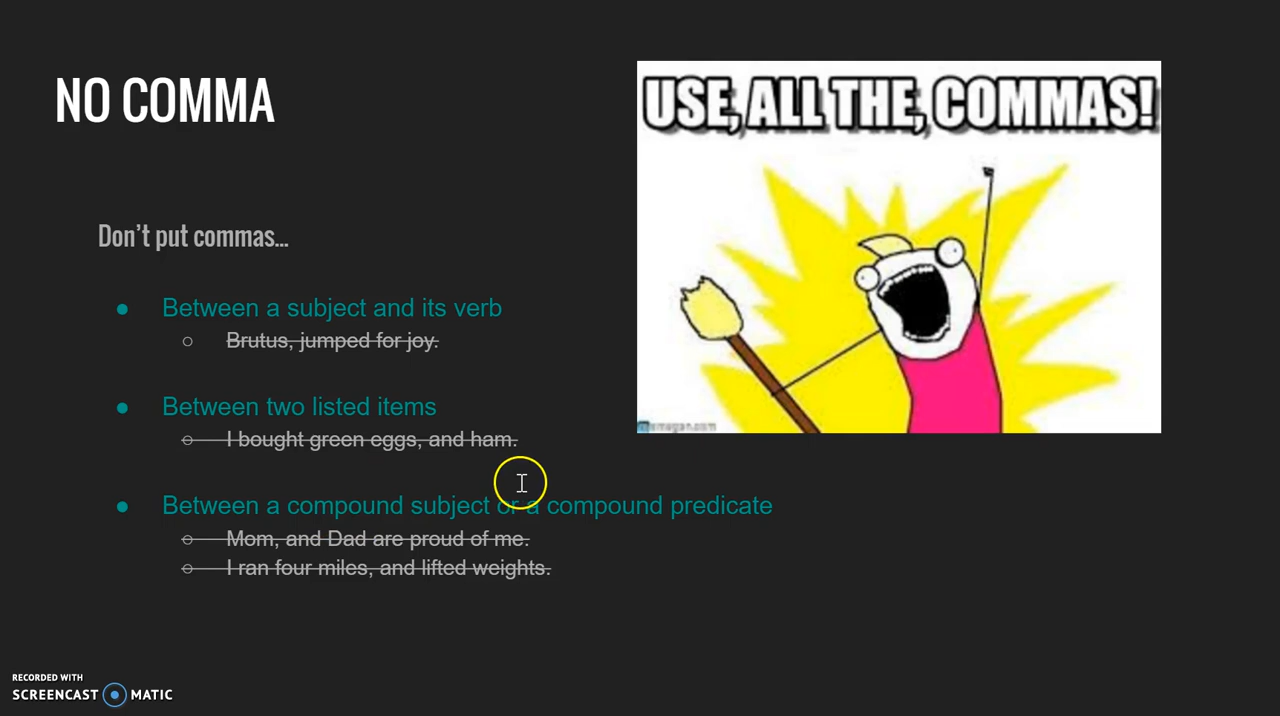 NO COMMA
USE, ALL THE, COMMAS!
Don’t put commas...
● Between a subject and its verb
○ Brutus, jumped for joy.
● Between two listed items
○ I bought green eggs, and ham.
● Between a compound subject or a compound predicate
○ Mom, and Dad are proud of me.
○ I ran four miles, and lifted weights.
RECORDED WITH
SCREENCAST MATIC